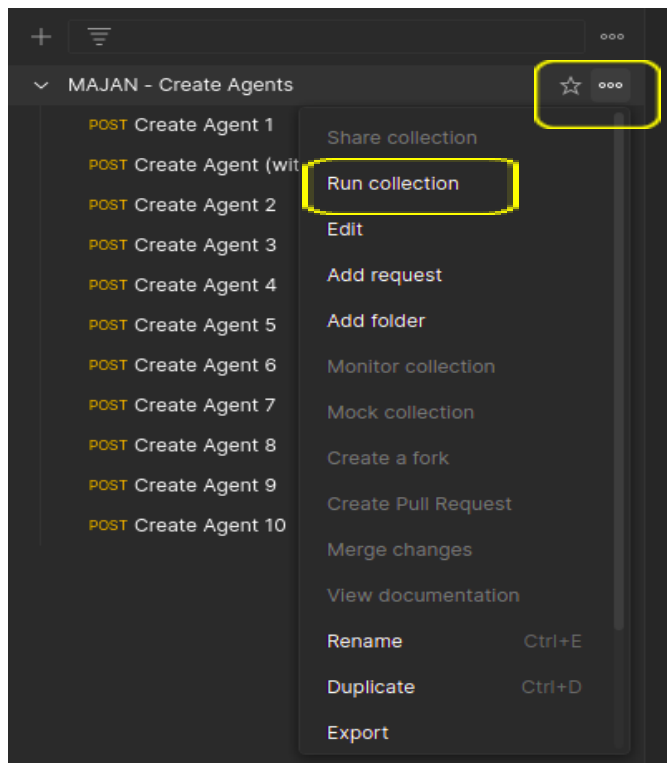 MAJAN - Create Agents
POST Create Agent 1
POST Create Agent (wit
POST Create Agent 2
POST Create Agent 3
POST Create Agent 4
POST Create Agent 5
POST Create Agent 6
POST Create Agent 7
POST Create Agent 8
POST Create Agent 9
POST Create Agent 10
Share collection
Run collection
Edit
Add request
Add folder
Monitor collection
Mock collection
Create a fork
Create Pull Request
Merge changes
View documentation
Rename Ctrl+E
Duplicate Ctrl+D
Export